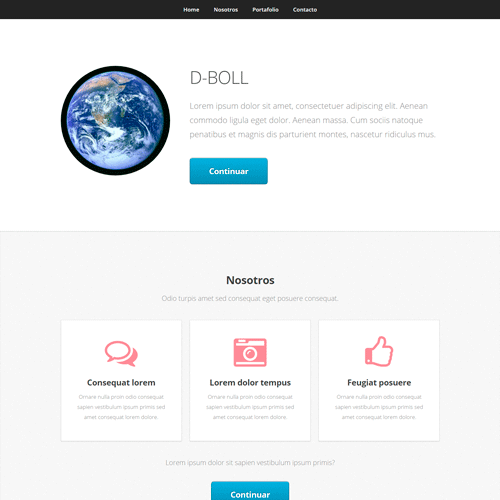 Home Nosotros Portafolio Contacto
D-BOLL
Lorem ipsum dolor sit amet, consectetuer adipiscing elit. Aenean
commodo ligula eget dolor. Aenean massa. Cum sociis natoque
penatibus et magnis dis parturient montes, nascetur ridiculus mus.
Continuar
Nosotros
Odio turpis amet sed consequat eget posuere consequat.
Consequat lorem
Ornare nulla proin odio consequat
sapien vestibulum ipsum primis sed
amet consequat lorem dolore.
Lorem dolor tempus
Ornare nulla proin odio consequat
sapien vestibulum ipsum primis sed
amet consequat lorem dolore.
Feugiat posuere
Ornare nulla proin odio consequat
sapien vestibulum ipsum primis sed
amet consequat lorem dolore.
Lorem ipsum dolor sit sapien vestibulum ipsum primis?
Continuar